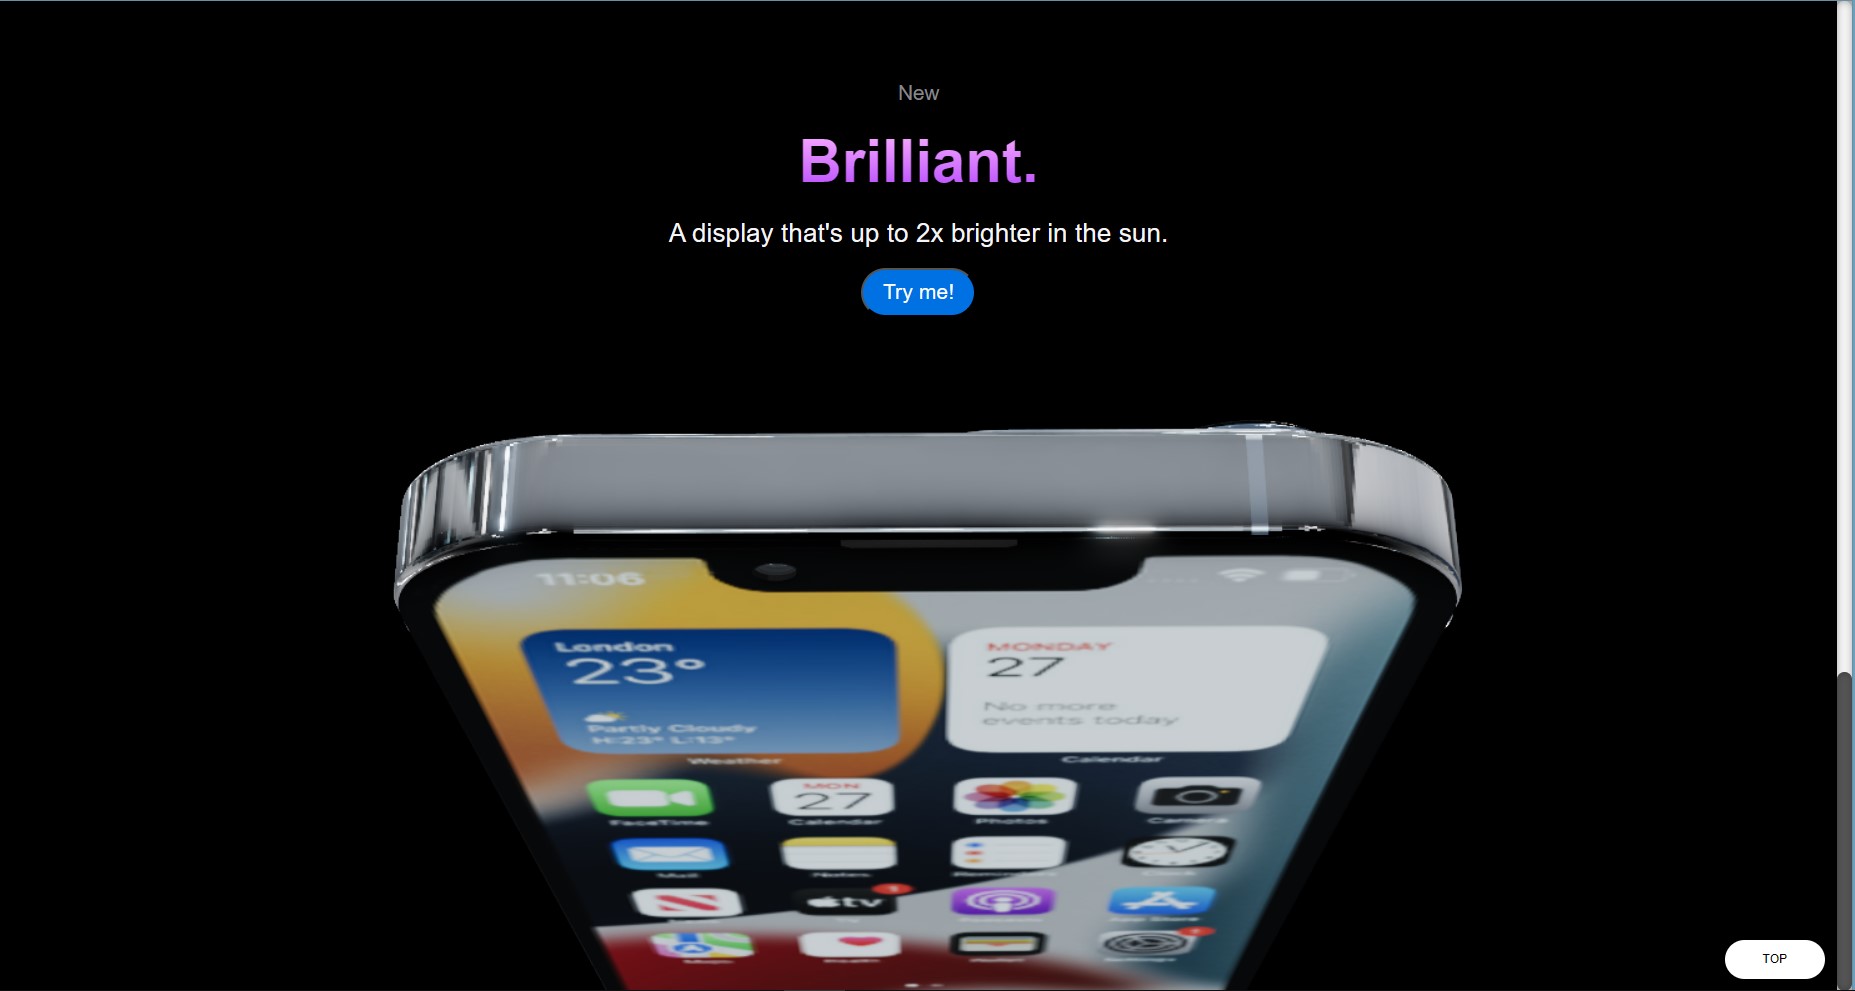 New
Brilliant.
A display that's up to 2x brighter in the sun.
Try me!
11:06
London
23°
Partly Cloudy
H:23° L:13°
Weather
MONDAY
27
No more
events today
Calendar
MON
27
FaceTime
Calendar
Photos
Camera
Mail
Notes
Reminders
Clock
tv
App Store
Maps
Health
Wallet
Settings
TOP